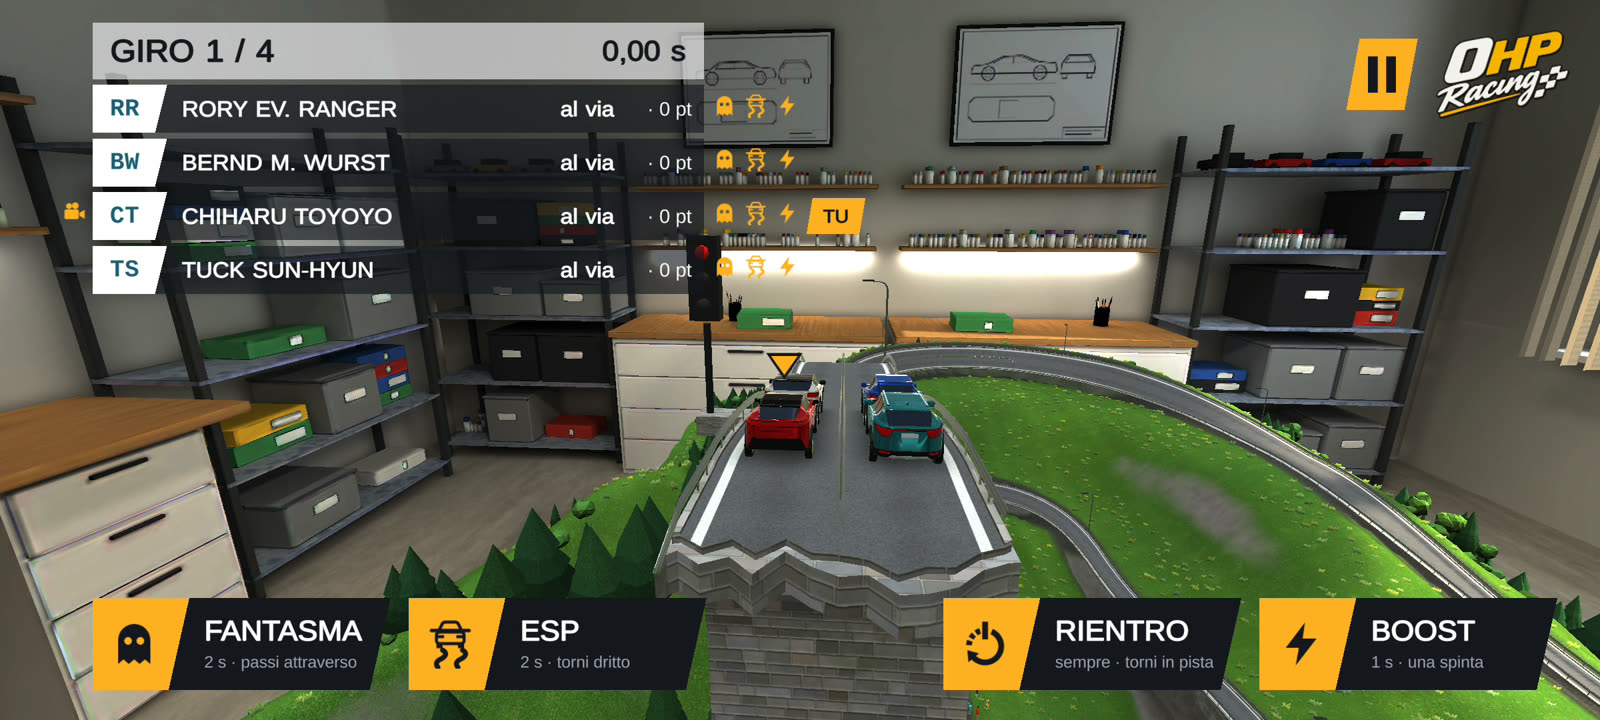 GIRO 1 / 4 0,00 s
RR RORY EV. RANGER al via · 0 pt
BW BERND M. WURST al via · 0 pt
CT CHIHARU TOYOYO al via · 0 pt TU
TS TUCK SUN-HYUN al via · 0 pt
OHP
Racing
FANTASMA
2 s · passi attraverso
ESP
2 s · torni dritto
RIENTRO
sempre · torni in pista
BOOST
1 s · una spinta